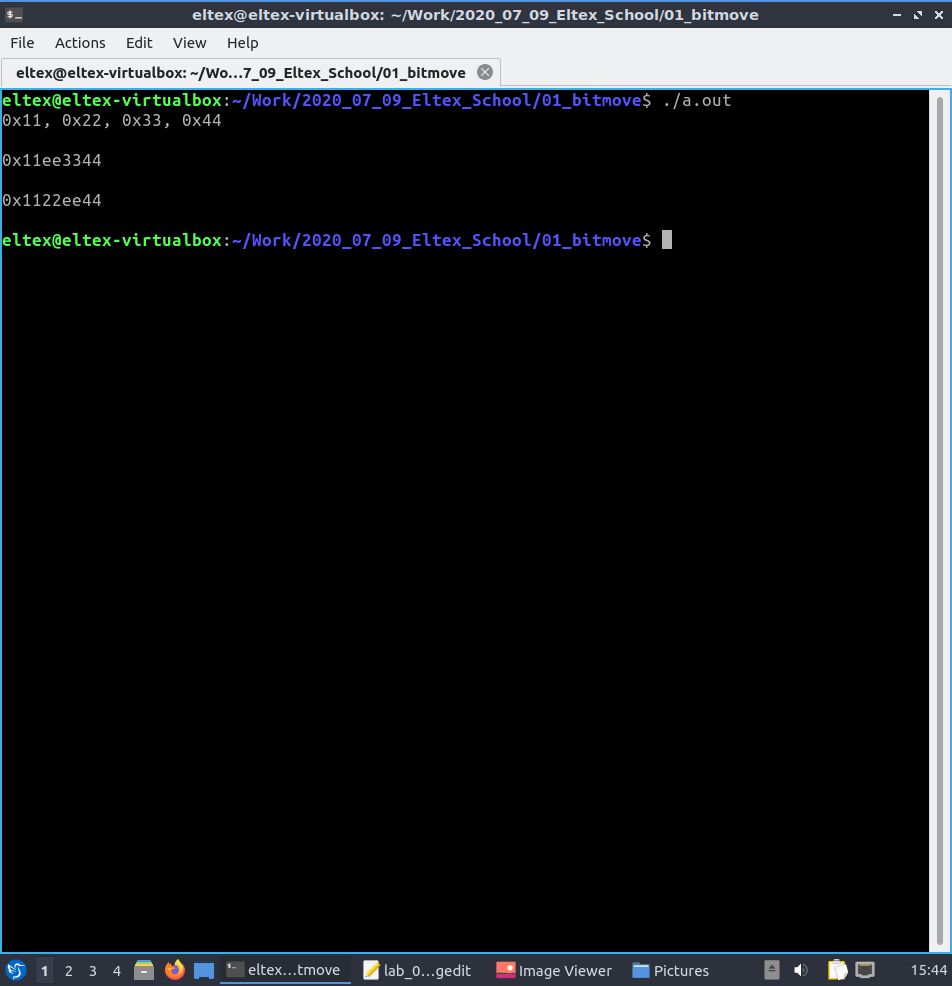 eltex@eltex-virtualbox: ~/Work/2020_07_09_Eltex_School/01_bitmove
File Actions Edit View Help
eltex@eltex-virtualbox: ~/Wo…7_09_Eltex_School/01_bitmove
eltex@eltex-virtualbox:~/Work/2020_07_09_Eltex_School/01_bitmove$ ./a.out
0x11, 0x22, 0x33, 0x44
0x11ee3344
0x1122ee44
eltex@eltex-virtualbox:~/Work/2020_07_09_Eltex_School/01_bitmove$
1 2 3 4 eltex…tmove lab_0…gedit Image Viewer Pictures 15:44